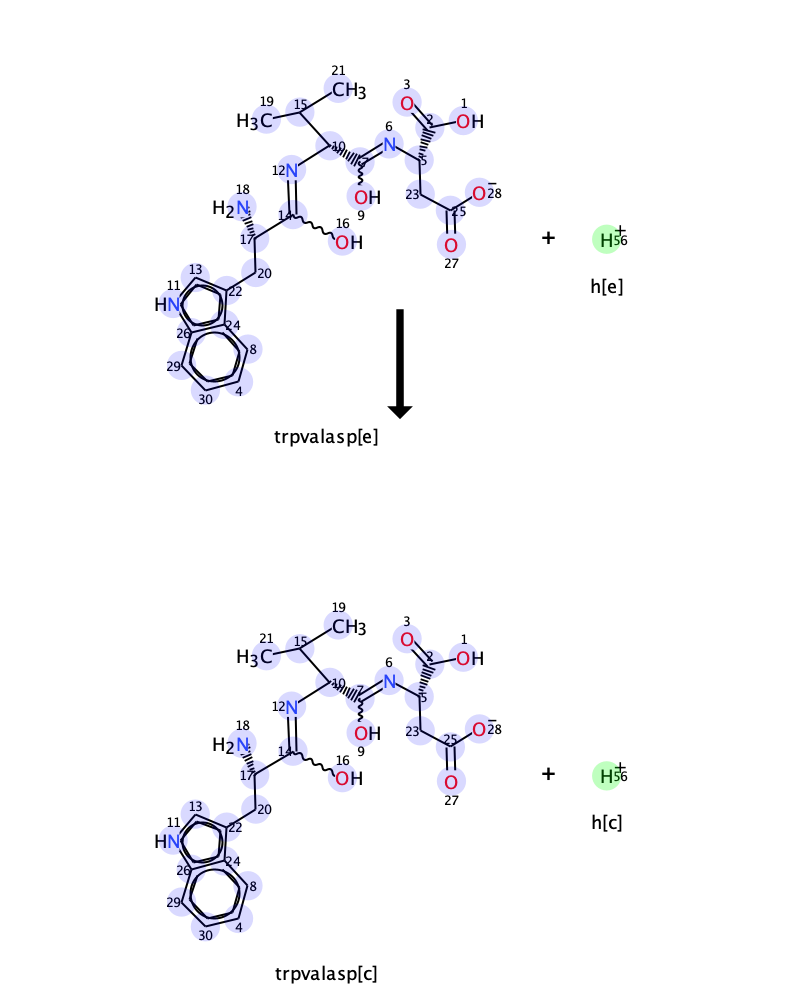 21
CH3
3
1
19
15
O
2
OH
H3C
6
10
N
5
12 N
7
18
O
28
23
H2N
OH
25
14
16
9
17
OH
O
+
H + 56
27
13
20
h[e]
11
22
HN
24
26
8
29
4
30
trpvalasp[e]
19
CH3
3
1
21
15
O
2
OH
H3C
6
10
N
5
12 N
7
18
O
28
23
H2N
OH
25
14
16
9
17
OH
O
+
H + 56
27
13
20
h[c]
11
22
HN
24
26
8
29
4
30
trpvalasp[c]